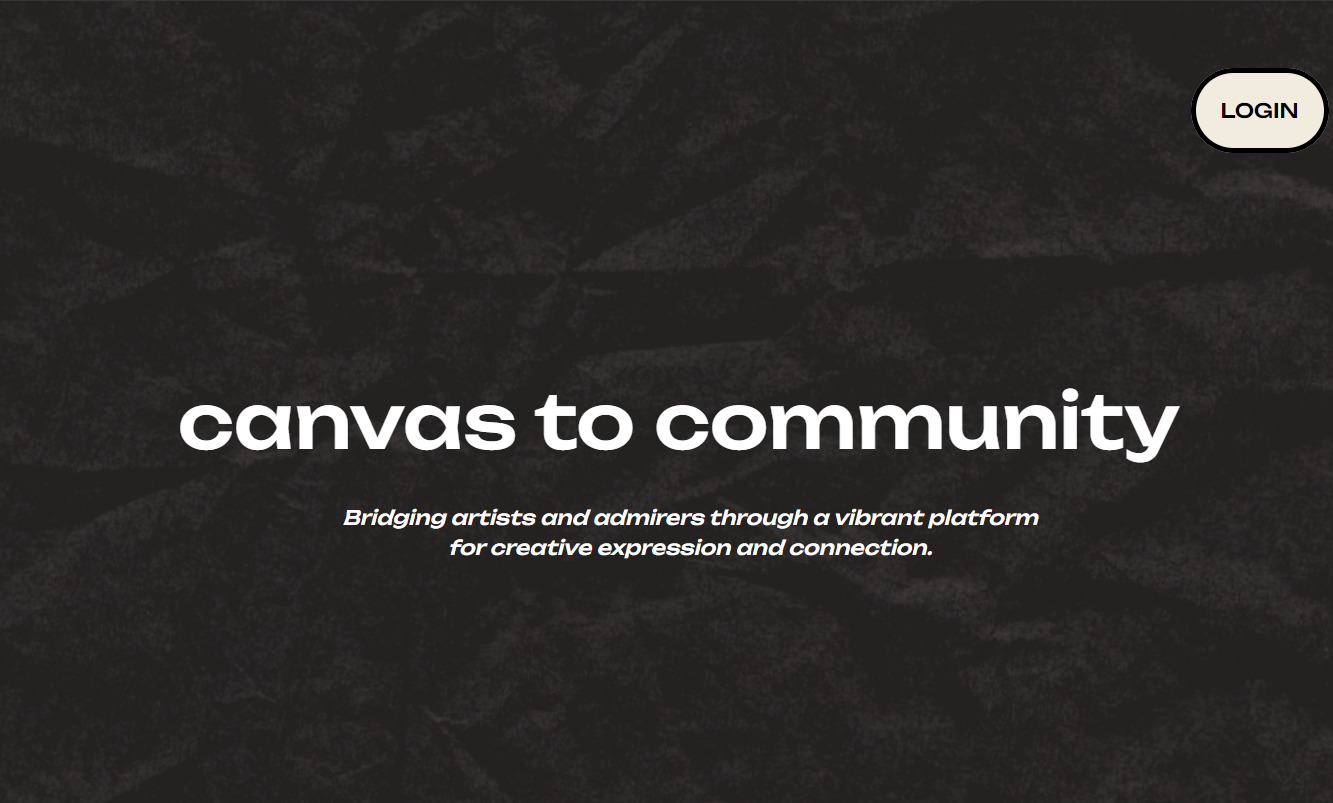 LOGIN
canvas to community
Bridging artists and admirers through a vibrant platform
for creative expression and connection.